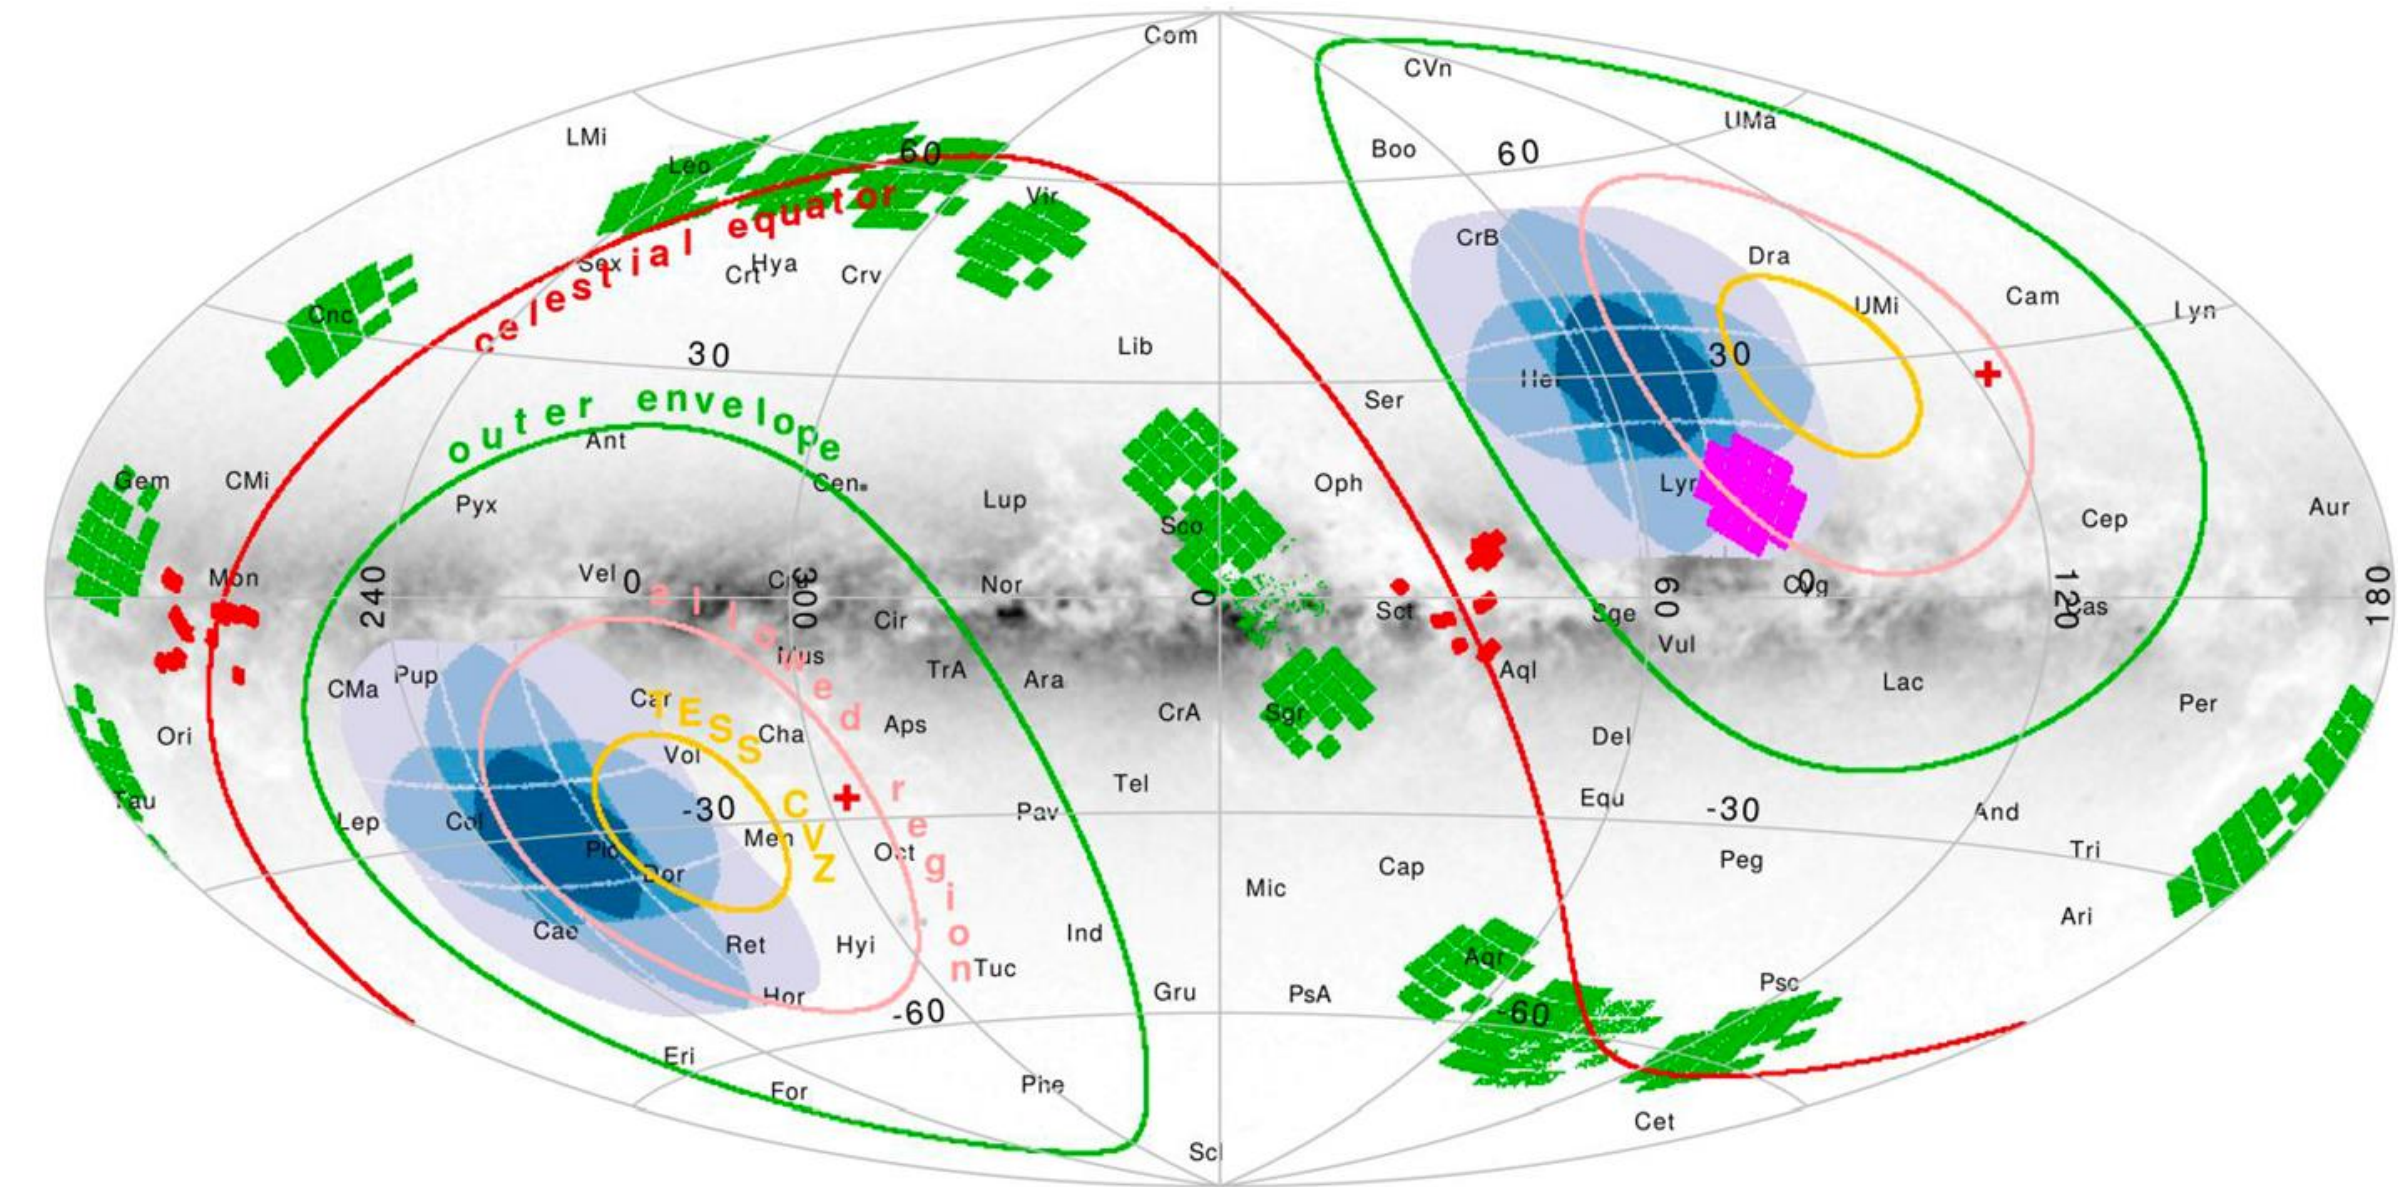 Com
CVn
UMa
LMi
Boo
60
60
Leo
Vir
celestial equator
CrB
Dra
Sex
Crt
Hya
Crv
UMi
Cam
Lyn
Cnc
Lib
30
30
Her
Ser
outer envelope
Ant
Gem
CMi
Pyx
Cen
Lup
Oph
Lyr
Cep
Aur
Sco
Mon
240
Vel
0
Cru
300
Nor
0
Sct
Sge
60
Cyg
0
120
Cas
180
allowed region
Cir
Mus
Vul
CMa
Pup
TrA
Ara
Aql
Lac
Per
Car
TESS CVZ
Cha
Aps
CrA
Sgr
Ori
Vol
Del
Tel
Tau
Lep
Col
-30
Men
Pav
Equ
-30
And
Pic
Dor
Oct
Cap
Peg
Tri
Mic
Cae
Ret
Hyi
Ind
Ari
Tuc
Aqr
Hor
-60
Gru
PsA
Psc
-60
Eri
For
Phe
Cet
Scl